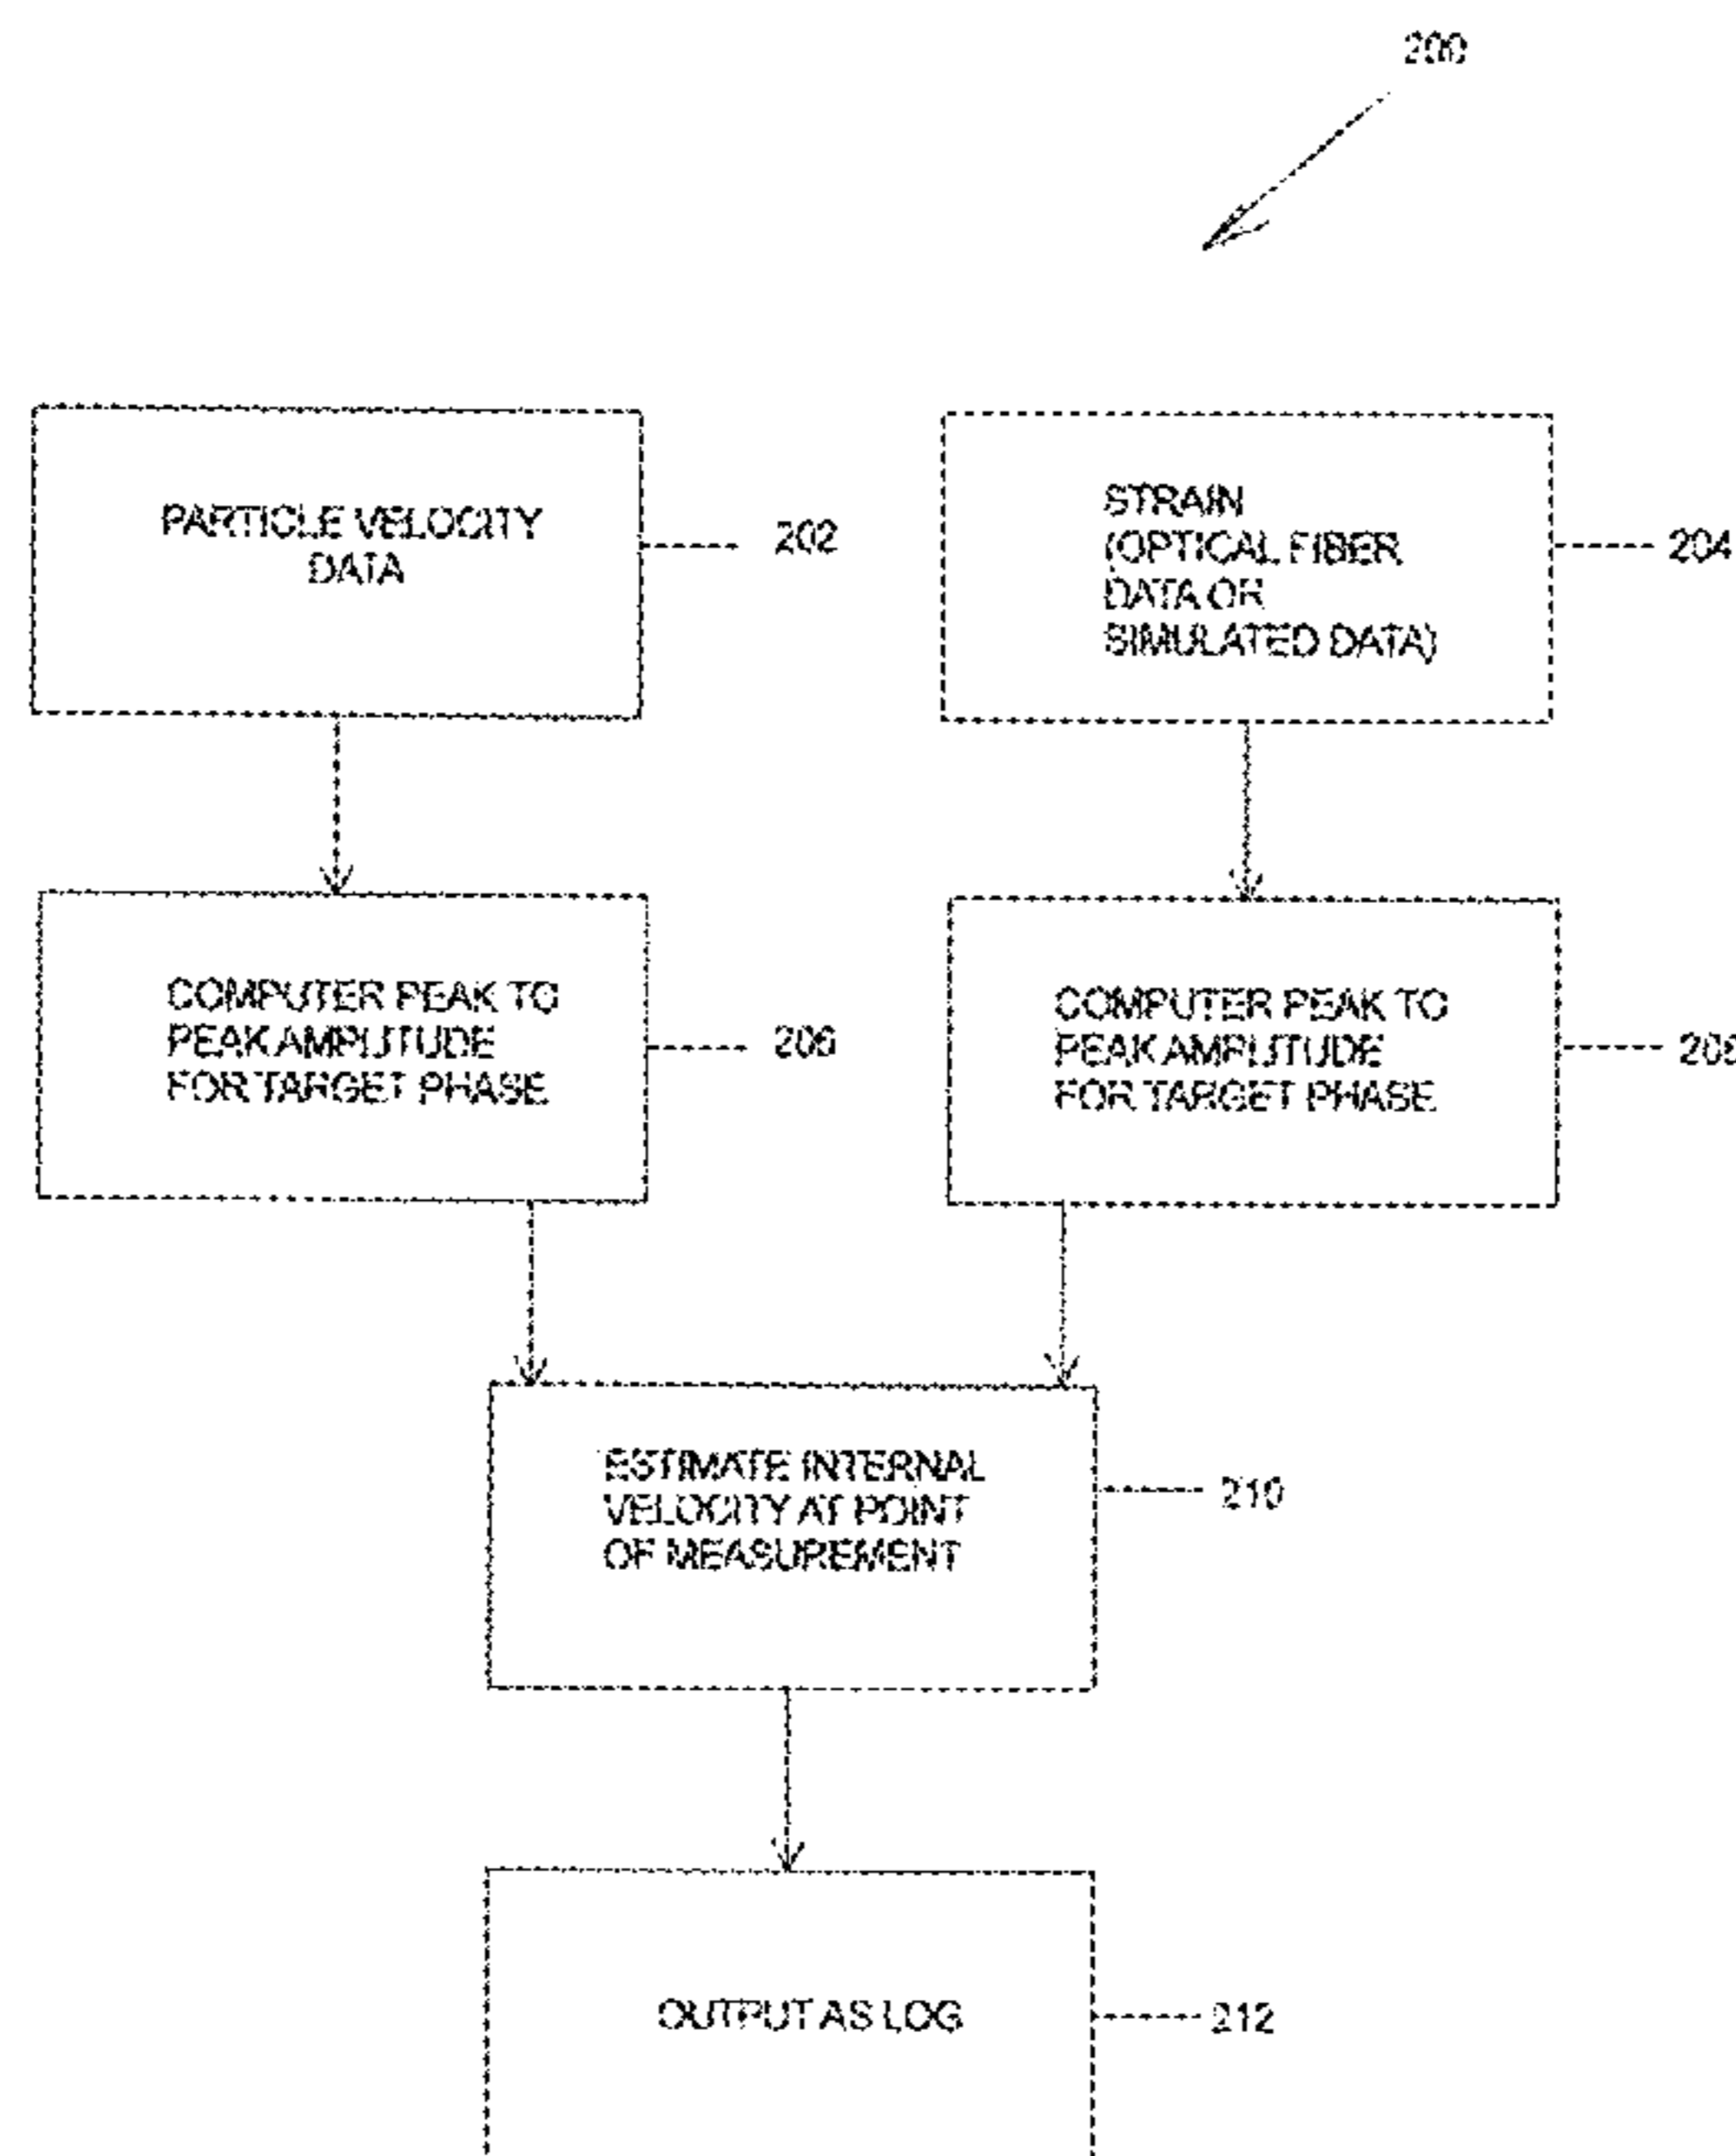 200
PARTICLE VELOCITY
DATA
202
STRAIN
(OPTICAL FIBER
DATA OR
SIMULATED DATA)
204
COMPUTER PEAK TO
PEAK AMPLITUDE
FOR TARGET PHASE
206
COMPUTER PEAK TO
PEAK AMPLITUDE
FOR TARGET PHASE
208
ESTIMATE INTERNAL
VELOCITY AT POINT
OF MEASUREMENT
210
OUTPUT AS LOG
212